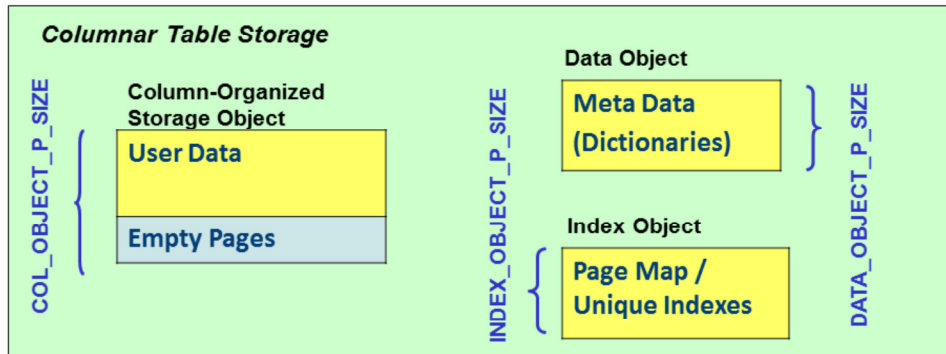 Columnar Table Storage
COL_OBJECT_P_SIZE
Column-Organized
Storage Object
User Data
Empty Pages
INDEX_OBJECT_P_SIZE
Data Object
Meta Data
(Dictionaries)
Index Object
Page Map /
Unique Indexes
DATA_OBJECT_P_SIZE